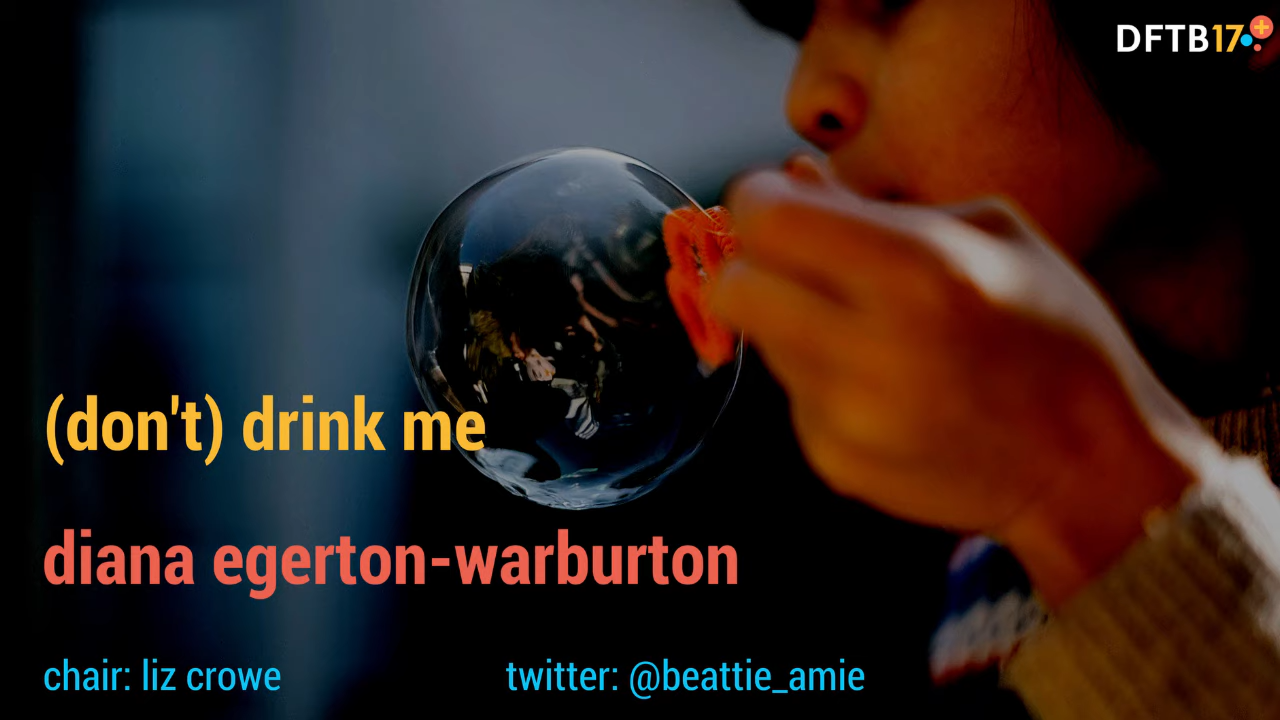 DFTB17
(don't) drink me
diana egerton-warburton
chair: liz crowe
twitter: @beattie_amie